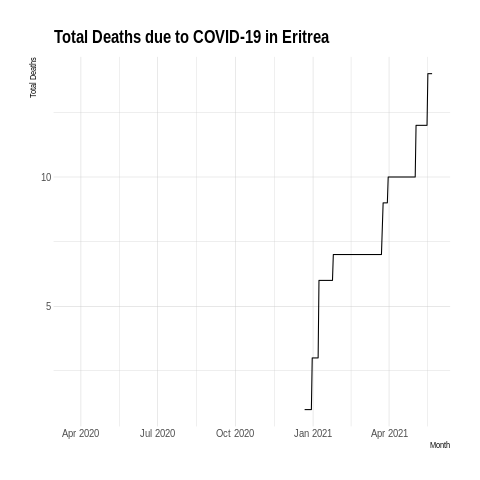 Total Deaths due to COVID-19 in Eritrea
Total Deaths
10
5
Apr 2020 Jul 2020 Oct 2020 Jan 2021 Apr 2021
Month